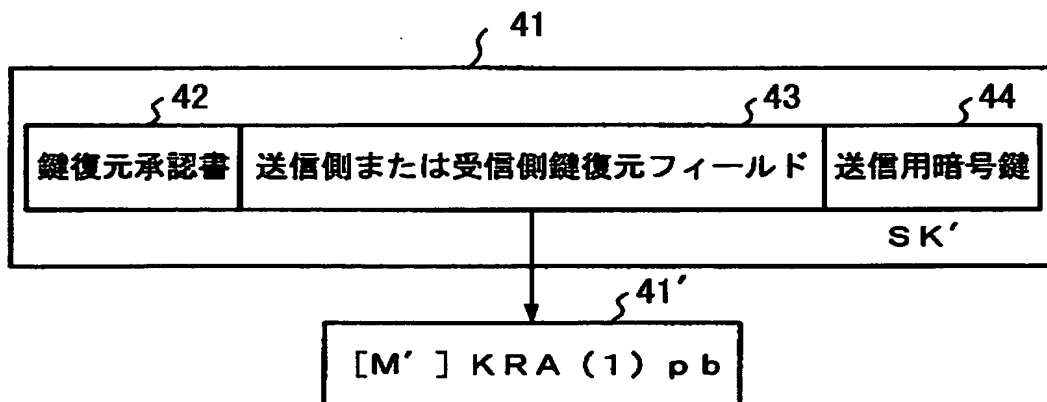 41
42
43
44
鍵復元承認書
送信側または受信側鍵復元フィールド
送信用暗号鍵
SK′
41′
[M′] KRA (1) pb